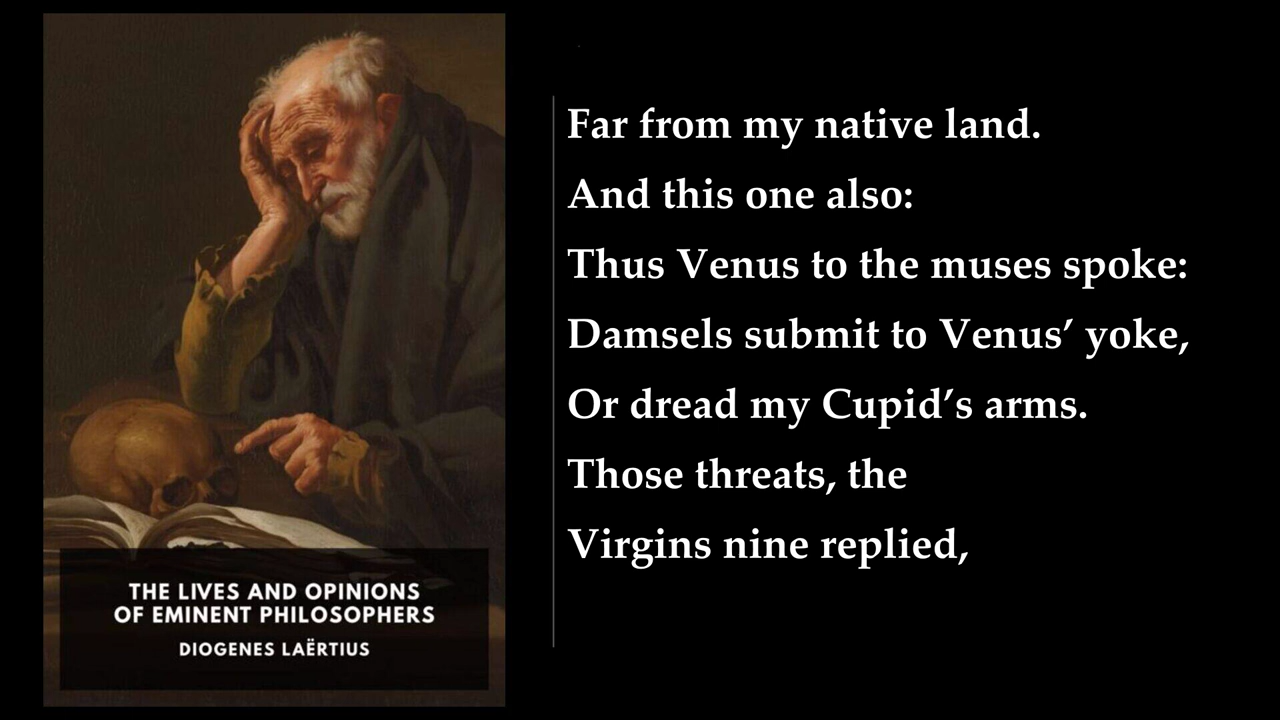 THE LIVES AND OPINIONS
OF EMINENT PHILOSOPHERS
DIOGENES LAËRTIUS
Far from my native land.
And this one also:
Thus Venus to the muses spoke:
Damsels submit to Venus’ yoke,
Or dread my Cupid’s arms.
Those threats, the
Virgins nine replied,